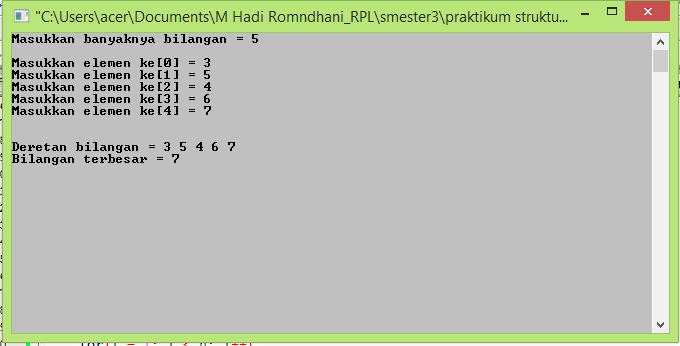 "C:\Users\acer\Documents\M Hadi Romndhani_RPL\smester3\praktikum struktu...
Masukkan banyaknya bilangan = 5
Masukkan elemen ke[0] = 3
Masukkan elemen ke[1] = 5
Masukkan elemen ke[2] = 4
Masukkan elemen ke[3] = 6
Masukkan elemen ke[4] = 7
Deretan bilangan = 3 5 4 6 7
Bilangan terbesar = 7